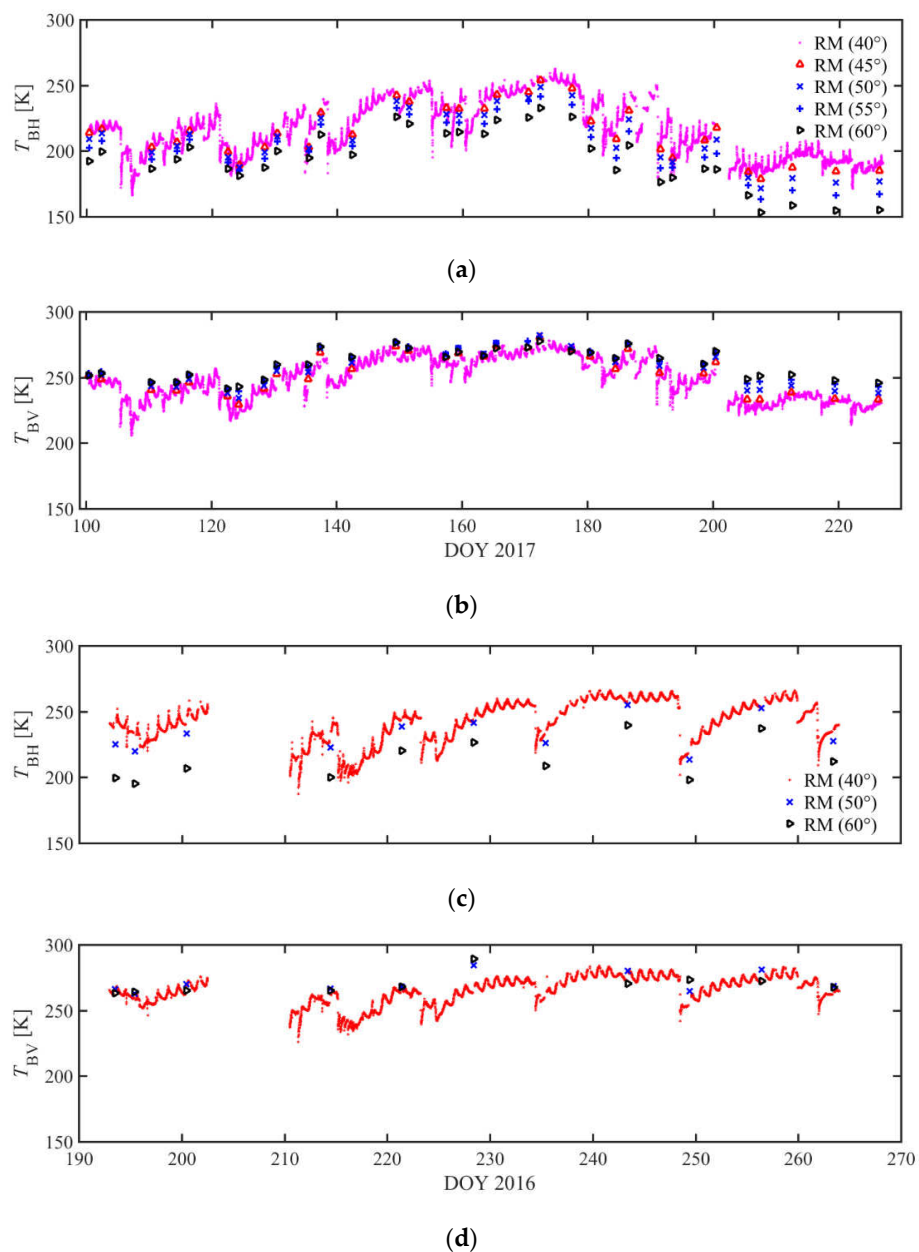 300
250
200
150
T_BH [K]
RM (40°)
RM (45°)
RM (50°)
RM (55°)
RM (60°)
(a)
300
250
200
150
T_BV [K]
100 120 140 160 180 200 220
DOY 2017
(b)
300
250
200
150
T_BH [K]
RM (40°)
RM (50°)
RM (60°)
(c)
300
250
200
150
T_BV [K]
190 200 210 220 230 240 250 260 270
DOY 2016
(d)